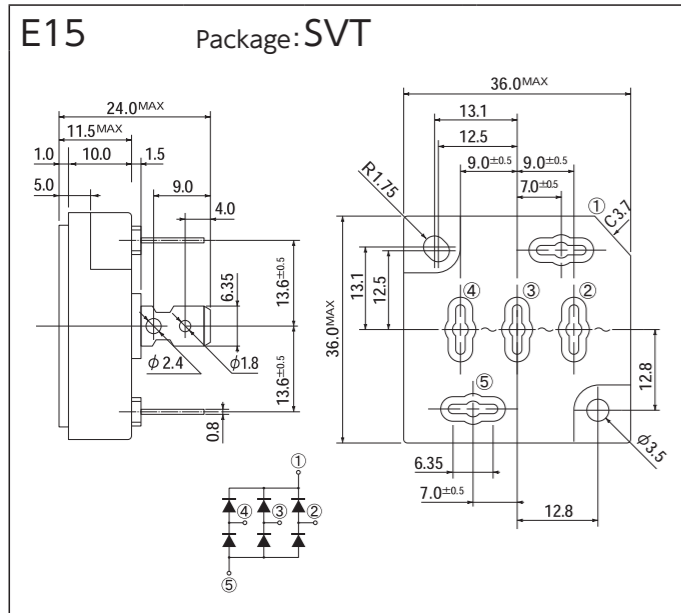 E15
Package: SVT
24.0MAX
11.5MAX
1.0
10.0
1.5
5.0
9.0
4.0
13.6±0.5
6.35
φ2.4
φ1.8
13.6±0.5
0.8
36.0MAX
13.1
12.5
9.0±0.5
9.0±0.5
7.0±0.5
R1.75
①
C3.7
13.1
12.5
36.0MAX
④
③
②
⑤
12.8
φ3.5
6.35
7.0±0.5
12.8
①
④
③
②
⑤